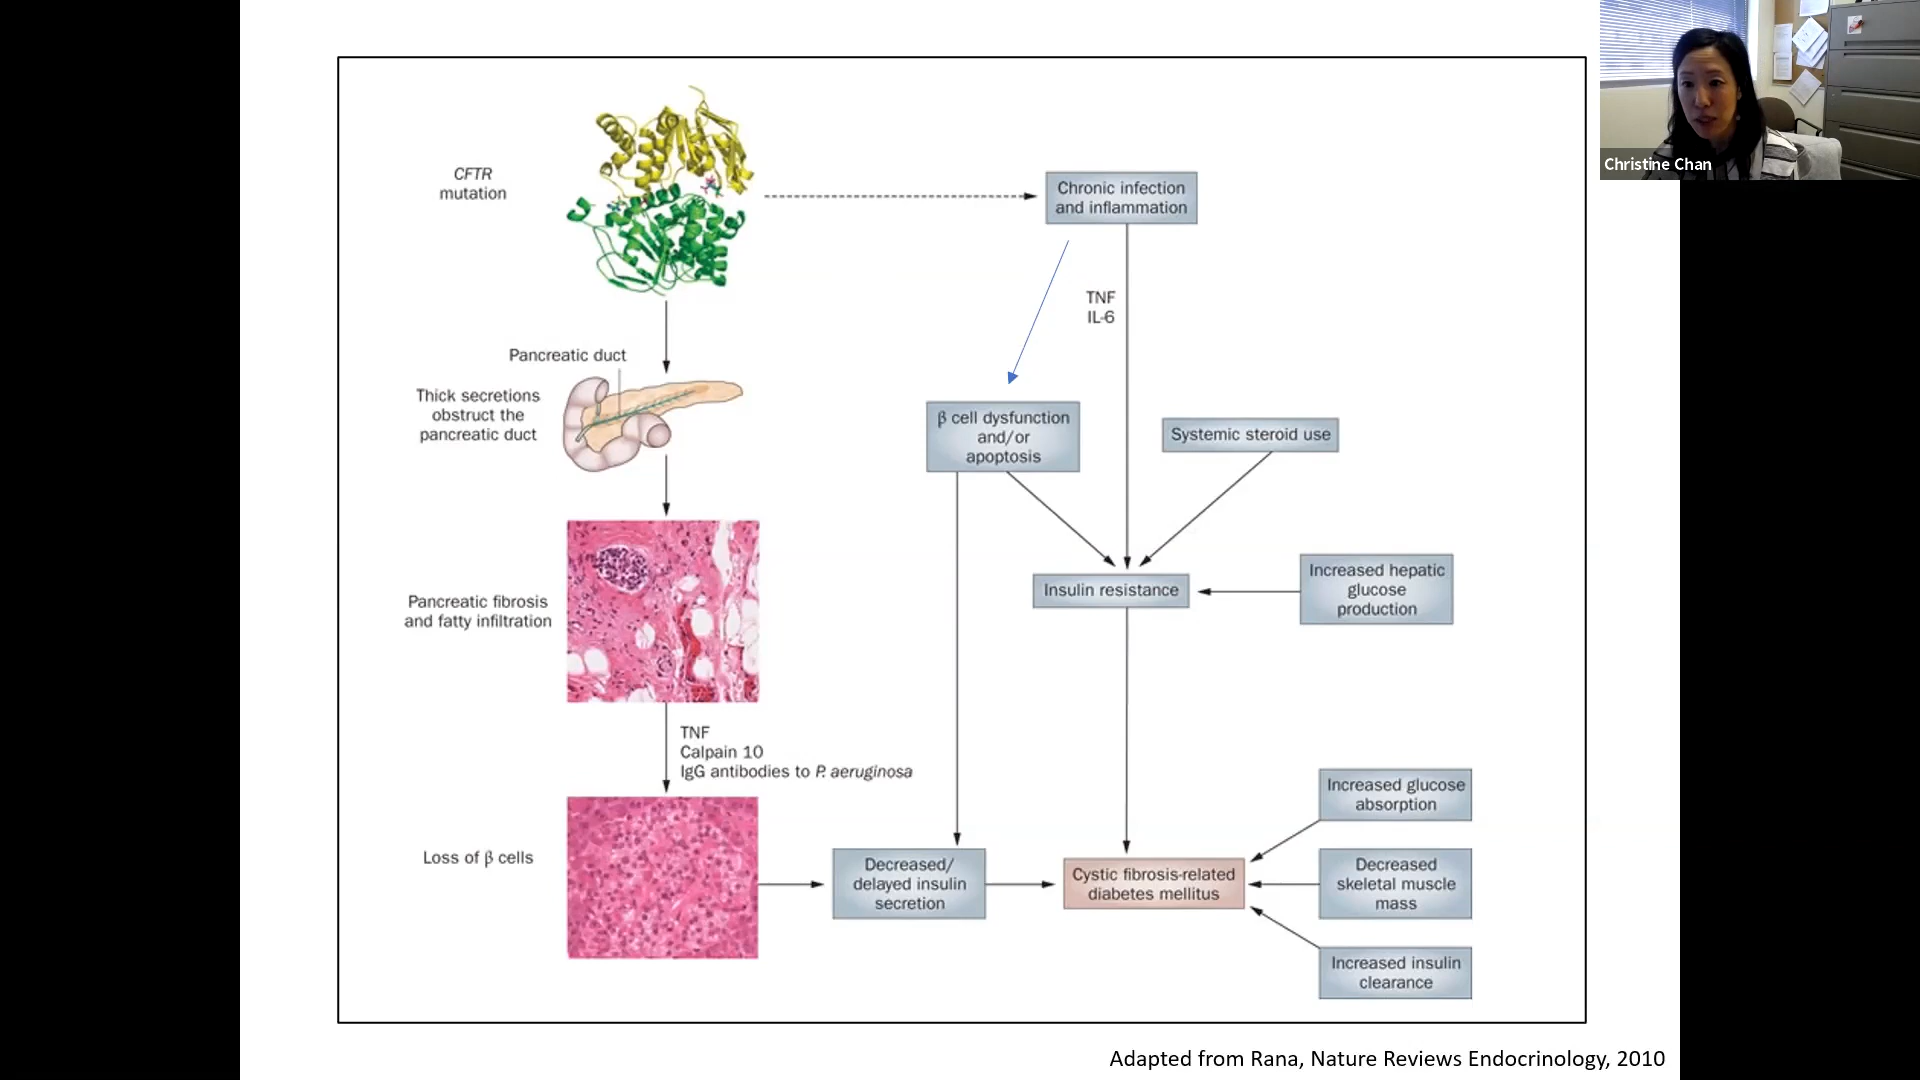 CFTR
mutation
Chronic infection
and inflammation
Christine Chan
TNF
IL-6
Pancreatic duct
Thick secretions
obstruct the
pancreatic duct
β cell dysfunction
and/or
apoptosis
Systemic steroid use
Pancreatic fibrosis
and fatty infiltration
Insulin resistance
Increased hepatic
glucose
production
TNF
Calpain 10
IgG antibodies to P. aeruginosa
Loss of β cells
Decreased/
delayed insulin
secretion
Cystic fibrosis-related
diabetes mellitus
Increased glucose
absorption
Decreased
skeletal muscle
mass
Increased insulin
clearance
Adapted from Rana, Nature Reviews Endocrinology, 2010